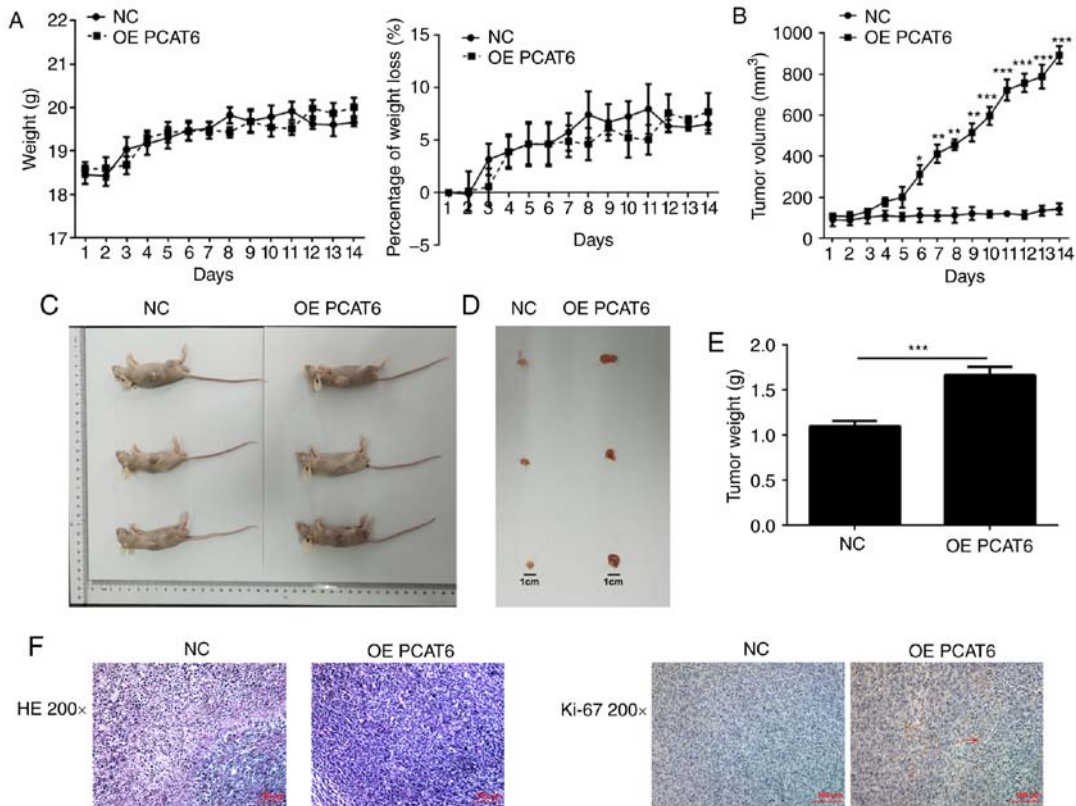 A
NC
OE PCAT6
Weight (g)
22
21
20
19
18
17
1 2 3 4 5 6 7 8 9 10 11 12 13 14
Days
NC
OE PCAT6
Percentage of weight loss (%)
15
10
5
0
−5
1 2 3 4 5 6 7 8 9 10 11 12 13 14
Days
B
NC
OE PCAT6
Tumor volume (mm³)
1000
800
600
400
200
0
* ** ** ** *** *** *** *** ***
1 2 3 4 5 6 7 8 9 10 11 12 13 14
Days
C
NC OE PCAT6
D
NC OE PCAT6
1cm 1cm
E
Tumor weight (g)
2.0
1.5
1.0
0.5
0.0
***
NC OE PCAT6
F
NC OE PCAT6
HE 200×
NC OE PCAT6
Ki-67 200×